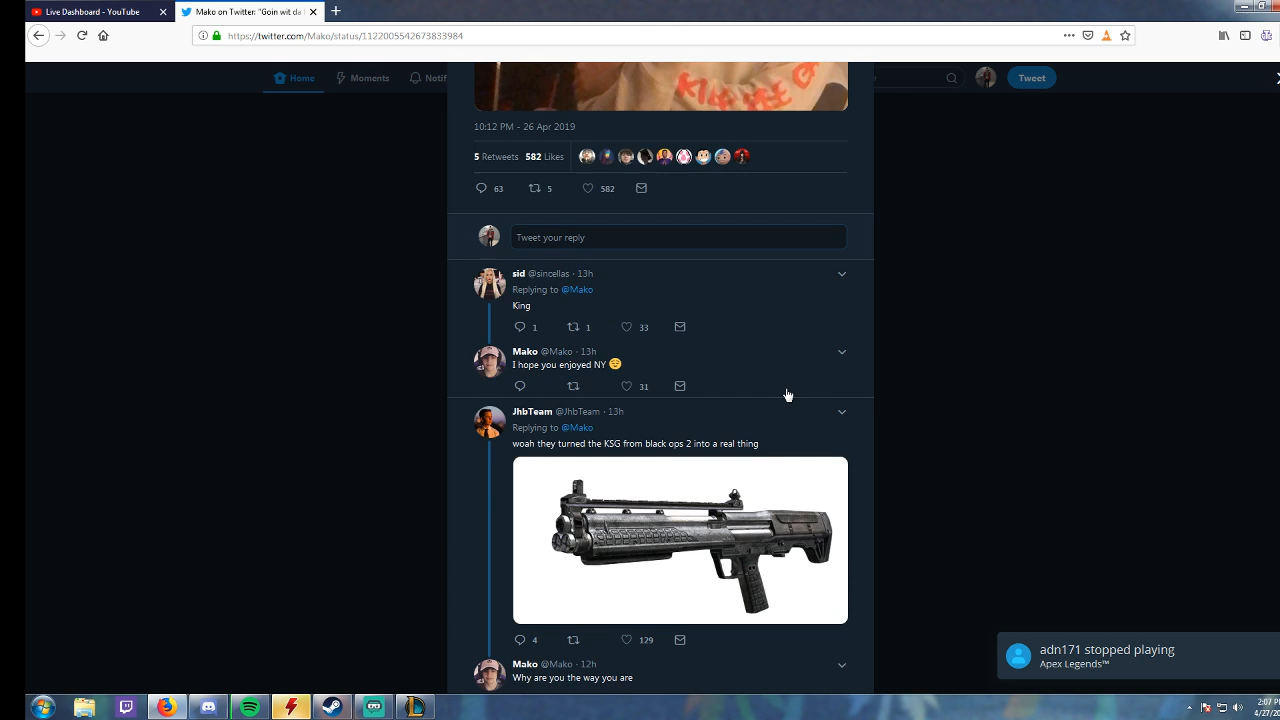 Live Dashboard - YouTube
Mako on Twitter: "Goin wit da
https://twitter.com/Mako/status/1122005542673833984
Home
Moments
Notif
Tweet
10:12 PM - 26 Apr 2019
5 Retweets 582 Likes
63 5 582
Tweet your reply
sid @sincellas · 13h
Replying to @Mako
King
1 1 33
Mako @Mako · 13h
I hope you enjoyed NY ☺️
31
JhbTeam @JhbTeam · 13h
Replying to @Mako
woah they turned the KSG from black ops 2 into a real thing
4 129
Mako @Mako · 12h
Why are you the way you are
adn171 stopped playing
Apex Legends™
2:07 P
4/27/20